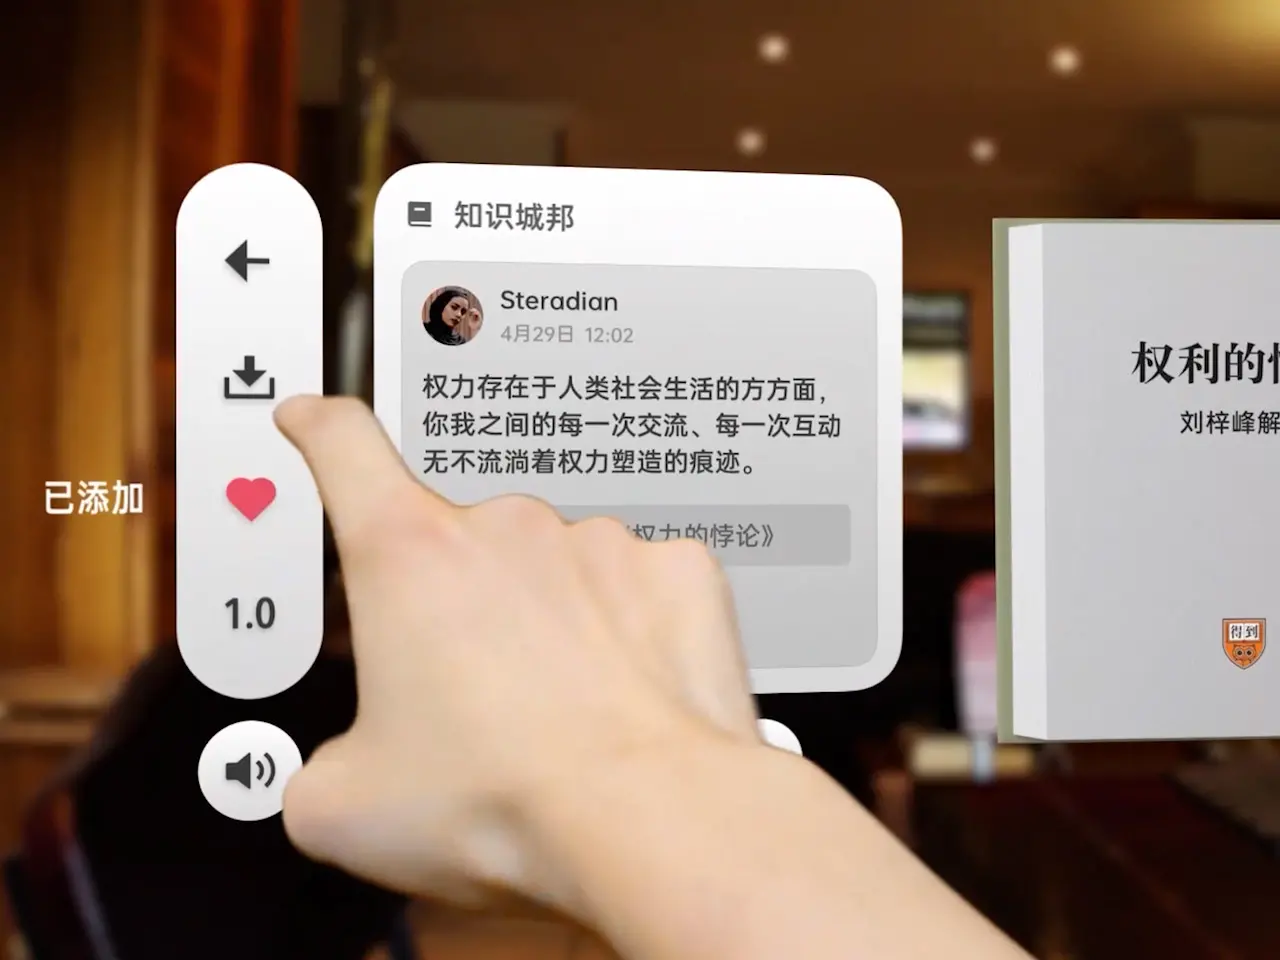 知识城邦
Steradian
4月29日 12:02
权力存在于人类社会生活的方方面，
你我之间的每一次交流、每一次互动
无不流淌着权力塑造的痕迹。
权力的悖论》
已添加
1.0
权利的
刘梓峰解
得到